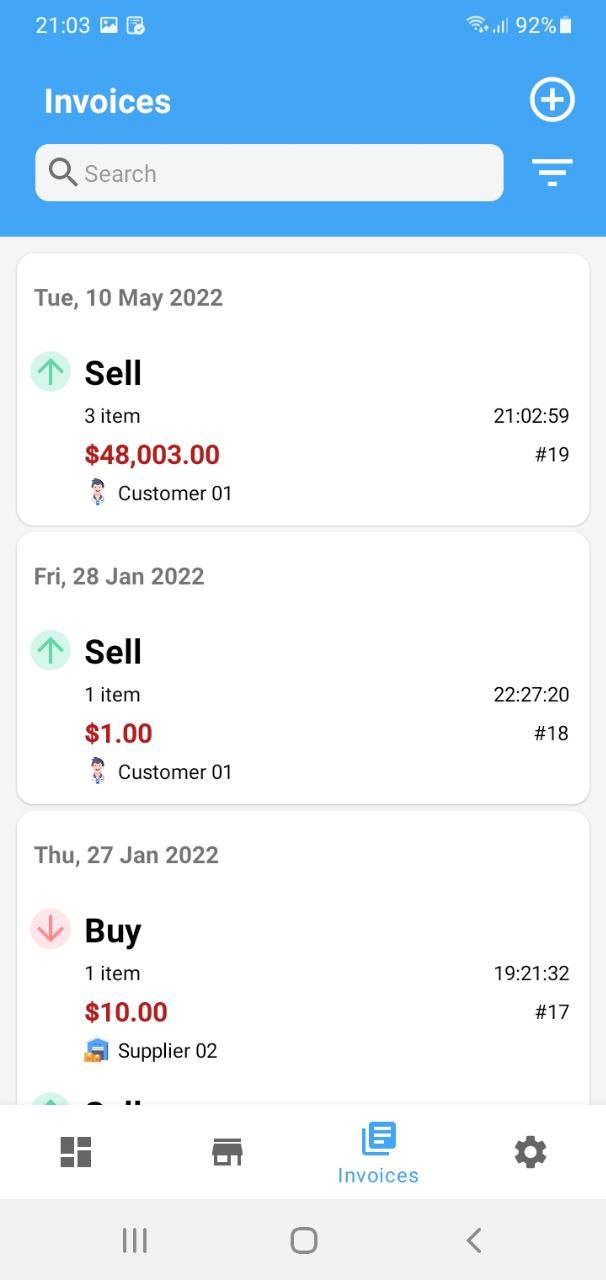 21:03 92%
Invoices
Search
Tue, 10 May 2022
Sell
3 item 21:02:59
$48,003.00 #19
Customer 01
Fri, 28 Jan 2022
Sell
1 item 22:27:20
$1.00 #18
Customer 01
Thu, 27 Jan 2022
Buy
1 item 19:21:32
$10.00 #17
Supplier 02
Invoices